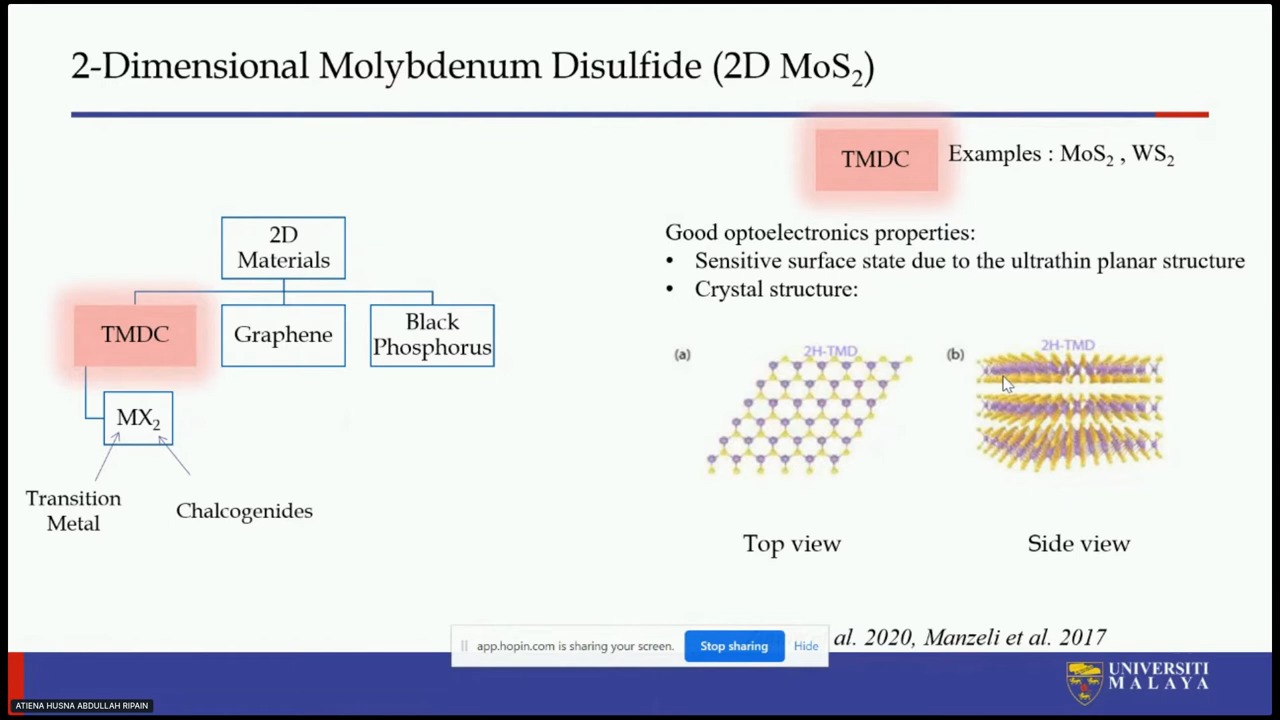 2-Dimensional Molybdenum Disulfide (2D MoS₂)
TMDC
Examples : MoS₂ , WS₂
2D
Materials
TMDC
Graphene
Black
Phosphorus
MX₂
Transition
Metal
Chalcogenides
Good optoelectronics properties:
• Sensitive surface state due to the ultrathin planar structure
• Crystal structure:
(a)
2H-TMD
(b)
2H-TMD
Top view
Side view
al. 2020, Manzeli et al. 2017
app.hopin.com is sharing your screen.
Stop sharing
Hide
UNIVERSITI
MALAYA
ATIENA HUSNA ABDULLAH RIPAIN